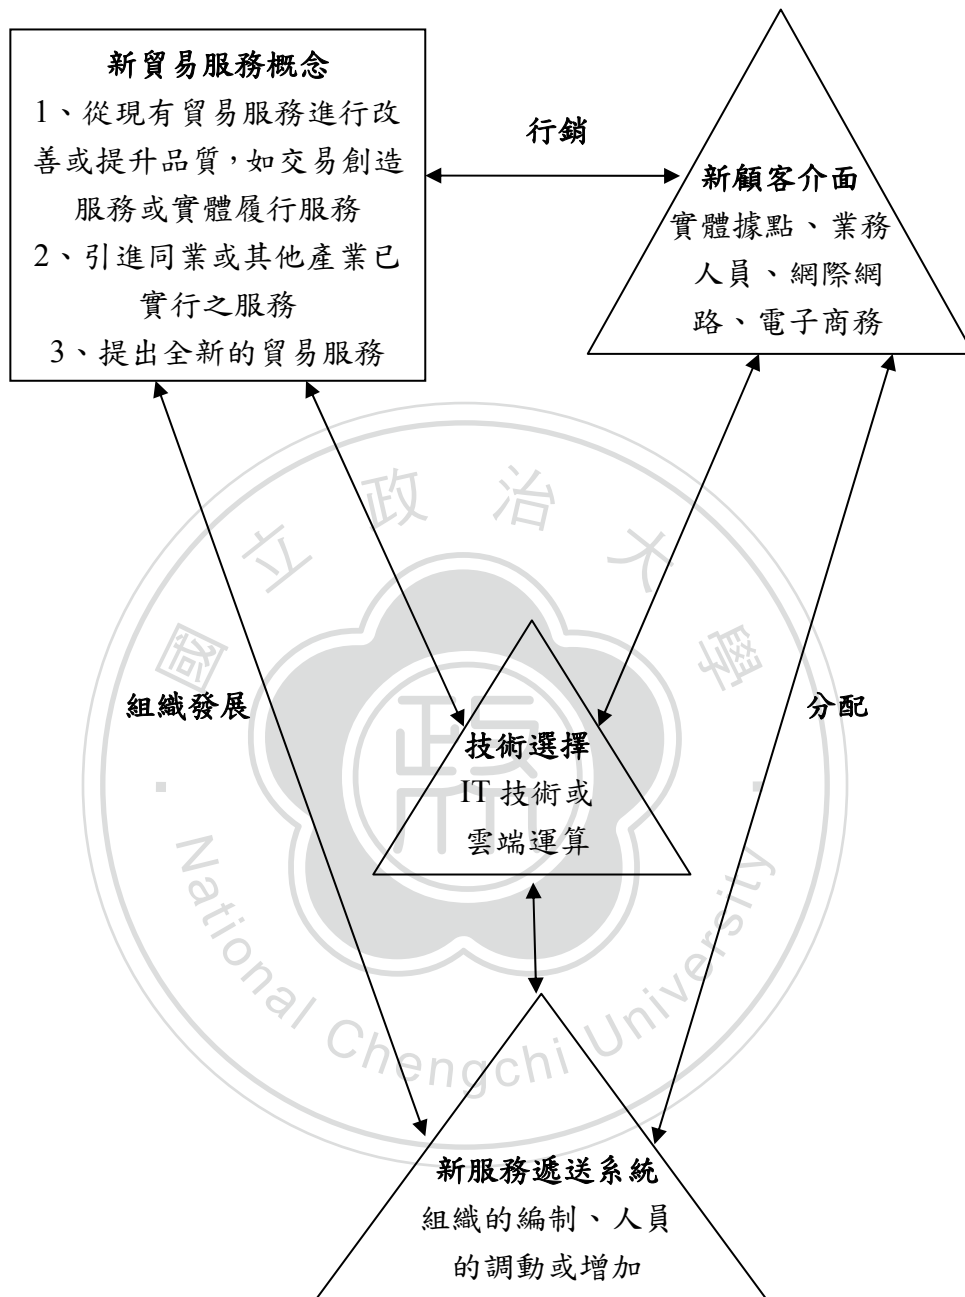 新貿易服務概念
1、從現有貿易服務進行改
善或提升品質，如交易創造
服務或實體履行服務
2、引進同業或其他產業已
實行之服務
3、提出全新的貿易服務
行銷
新顧客介面
實體據點、業務
人員、網際網
路、電子商務
組織發展
分配
技術選擇
IT 技術或
雲端運算
新服務遞送系統
組織的編制、人員
的調動或增加
國立政治大學
政
National Chengchi University